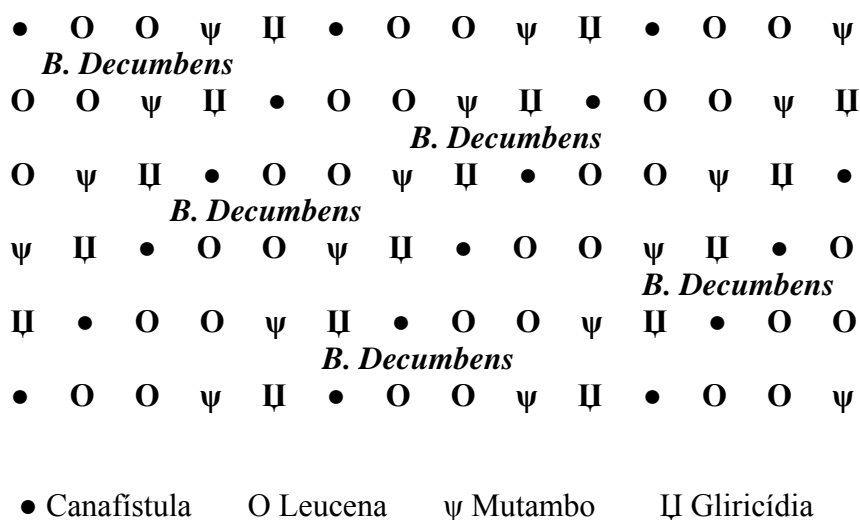 ● O O ψ Џ ● O O ψ Џ ● O O ψ
B. Decumbens
O O ψ Џ ● O O ψ Џ ● O O ψ Џ
B. Decumbens
O ψ Џ ● O O ψ Џ ● O O ψ Џ ●
B. Decumbens
ψ Џ ● O O ψ Џ ● O O ψ Џ ● O
B. Decumbens
Џ ● O O ψ Џ ● O O ψ Џ ● O O
B. Decumbens
● O O ψ Џ ● O O ψ Џ ● O O ψ
● Canafístula O Leucena ψ Mutambo Џ Gliricídia